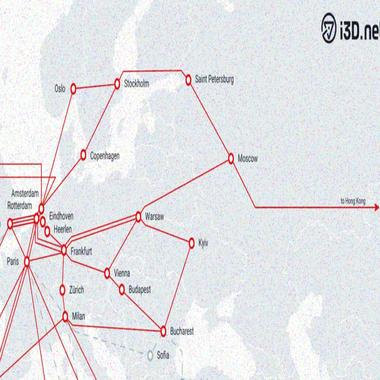 i3D.ne
Oslo
Stockholm
Saint Petersburg
Copenhagen
Moscow
to Hong Kong
Amsterdam
Rotterdam
Eindhoven
Heerlen
Warsaw
Kyiv
Frankfurt
Paris
Vienna
Zürich
Budapest
Milan
Bucharest
Sofia